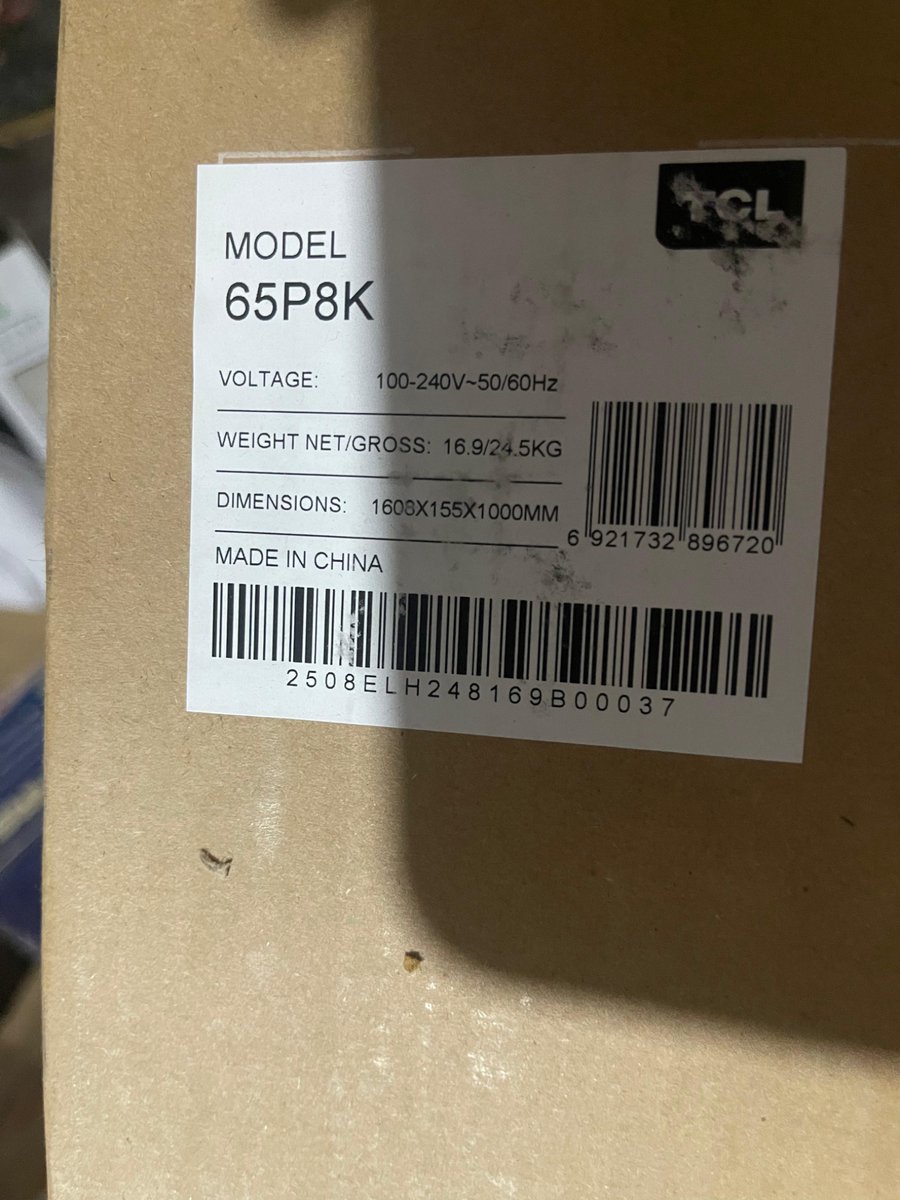 TCL
MODEL
65P8K
VOLTAGE: 100-240V~50/60Hz
WEIGHT NET/GROSS: 16.9/24.5KG
DIMENSIONS: 1608X155X1000MM
6 921732 896720
MADE IN CHINA
2508ELH248169B00037